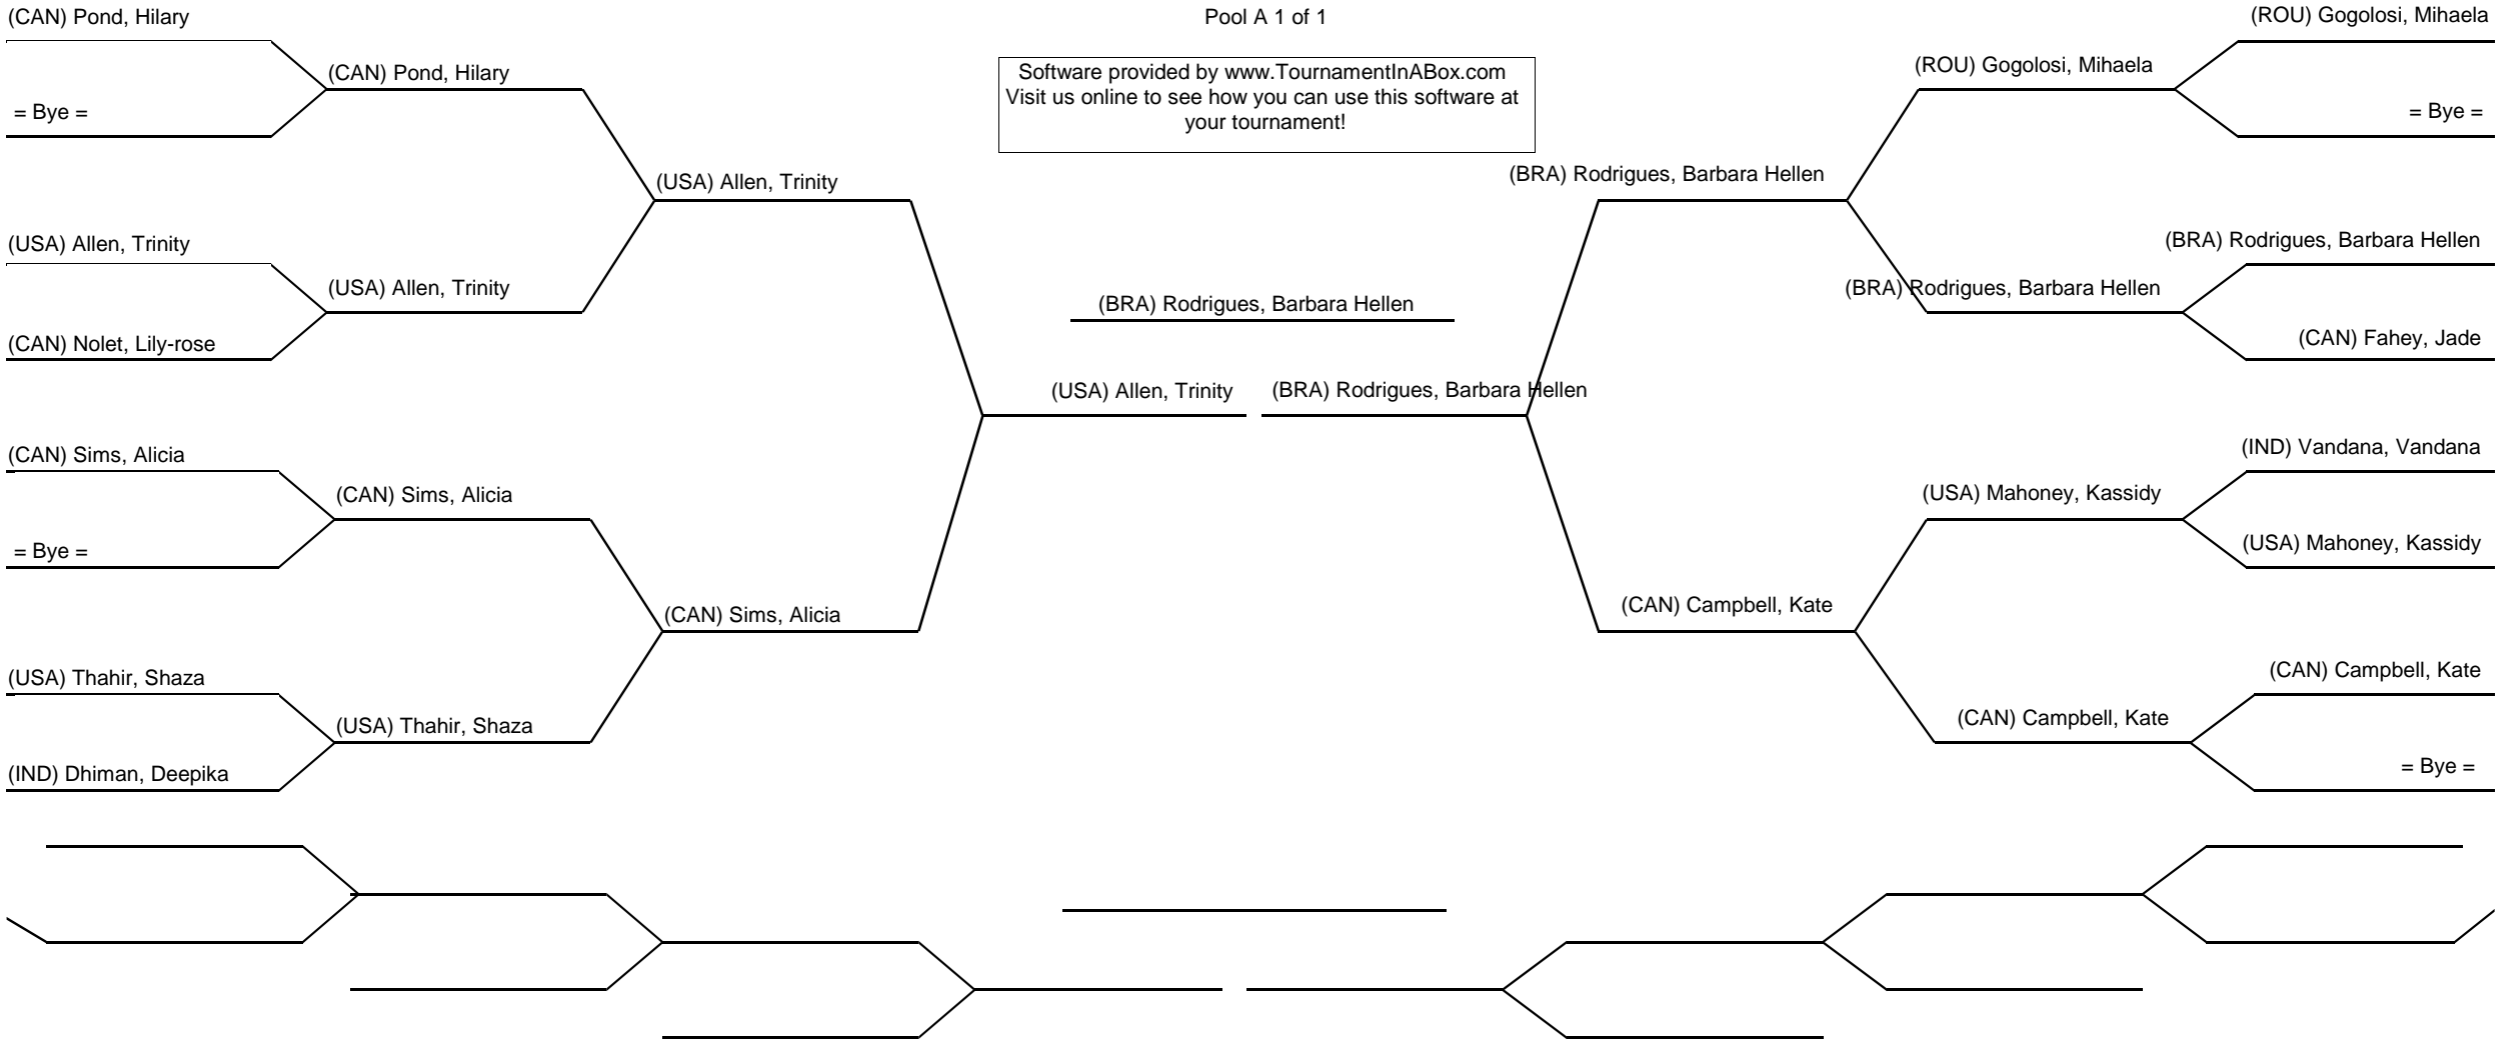 (CAN) Pond, Hilary
Pool A 1 of 1
(ROU) Gogolosi, Mihaela
(CAN) Pond, Hilary
Software provided by www.TournamentInABox.com
Visit us online to see how you can use this software at
your tournament!
(ROU) Gogolosi, Mihaela
= Bye =
= Bye =
(USA) Allen, Trinity
(BRA) Rodrigues, Barbara Hellen
(USA) Allen, Trinity
(BRA) Rodrigues, Barbara Hellen
(USA) Allen, Trinity
(BRA) Rodrigues, Barbara Hellen
(BRA) Rodrigues, Barbara Hellen
(CAN) Nolet, Lily-rose
(CAN) Fahey, Jade
(USA) Allen, Trinity
(BRA) Rodrigues, Barbara Hellen
(CAN) Sims, Alicia
(IND) Vandana, Vandana
(CAN) Sims, Alicia
(USA) Mahoney, Kassidy
= Bye =
(USA) Mahoney, Kassidy
(CAN) Sims, Alicia
(CAN) Campbell, Kate
(USA) Thahir, Shaza
(CAN) Campbell, Kate
(USA) Thahir, Shaza
(CAN) Campbell, Kate
(IND) Dhiman, Deepika
= Bye =